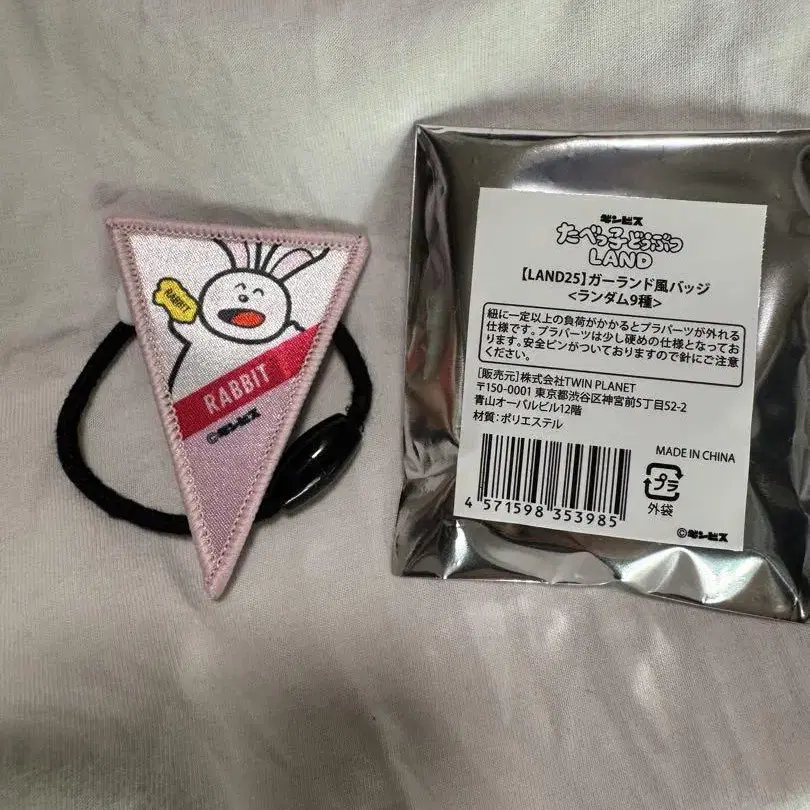 RABBIT
RABBIT
©ギンビス
ギンビス
たべっ子どうぶつ
LAND
【LAND25】ガーランド風バッジ
<ランダム9種>
紐に一定以上の負荷がかかるとプラパーツが外れる
仕様です。プラパーツは少し硬めの仕様となってお
ります。安全ピンがついておりますので針にご注意
ください。
[販売元]株式会社TWIN PLANET
〒150-0001 東京都渋谷区神宮前5丁目52-2
青山オーバルビル12階
材質:ポリエステル
MADE IN CHINA
プラ
外袋
4 571598 353985
©ギンビス